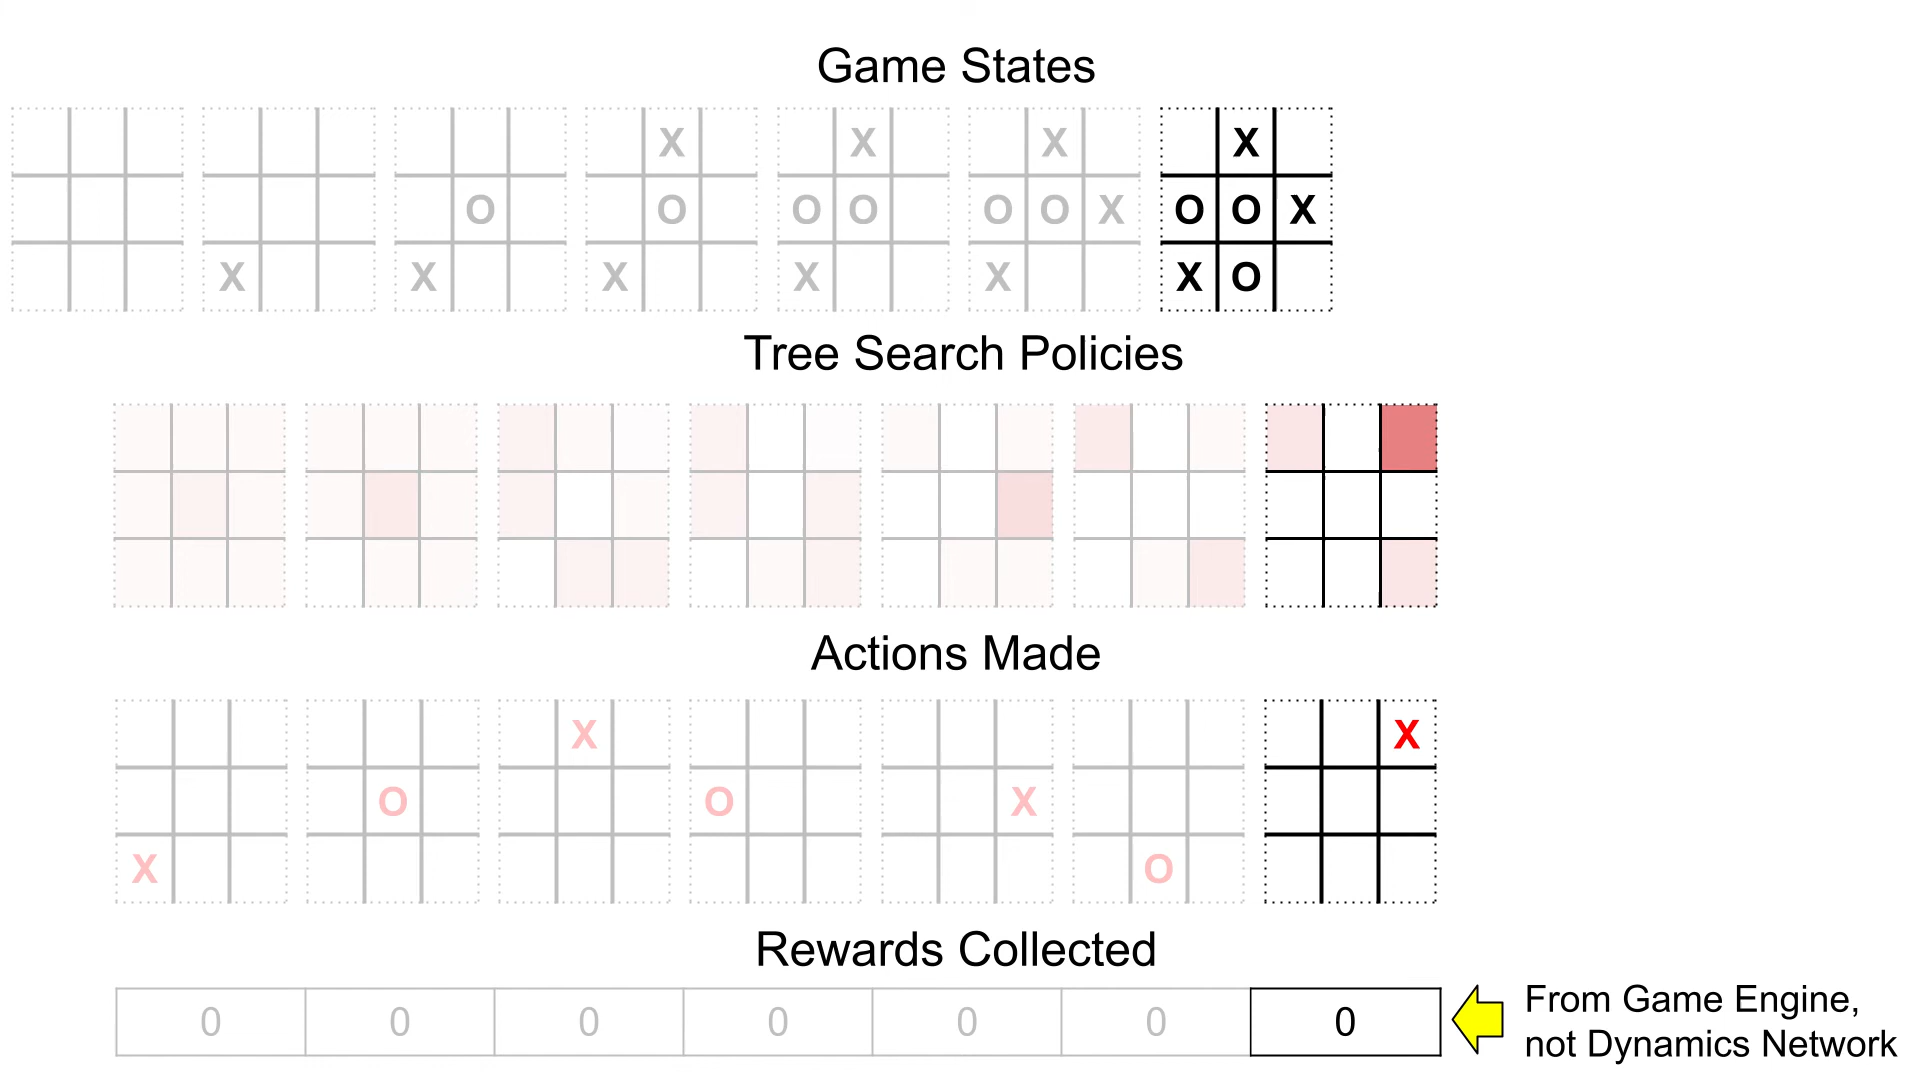 Game States
X X X X
O O O O O O O O X O O X
X X X X X X O
Tree Search Policies
Actions Made
X X
O O X
X O
Rewards Collected
0 0 0 0 0 0 0
From Game Engine,
not Dynamics Network